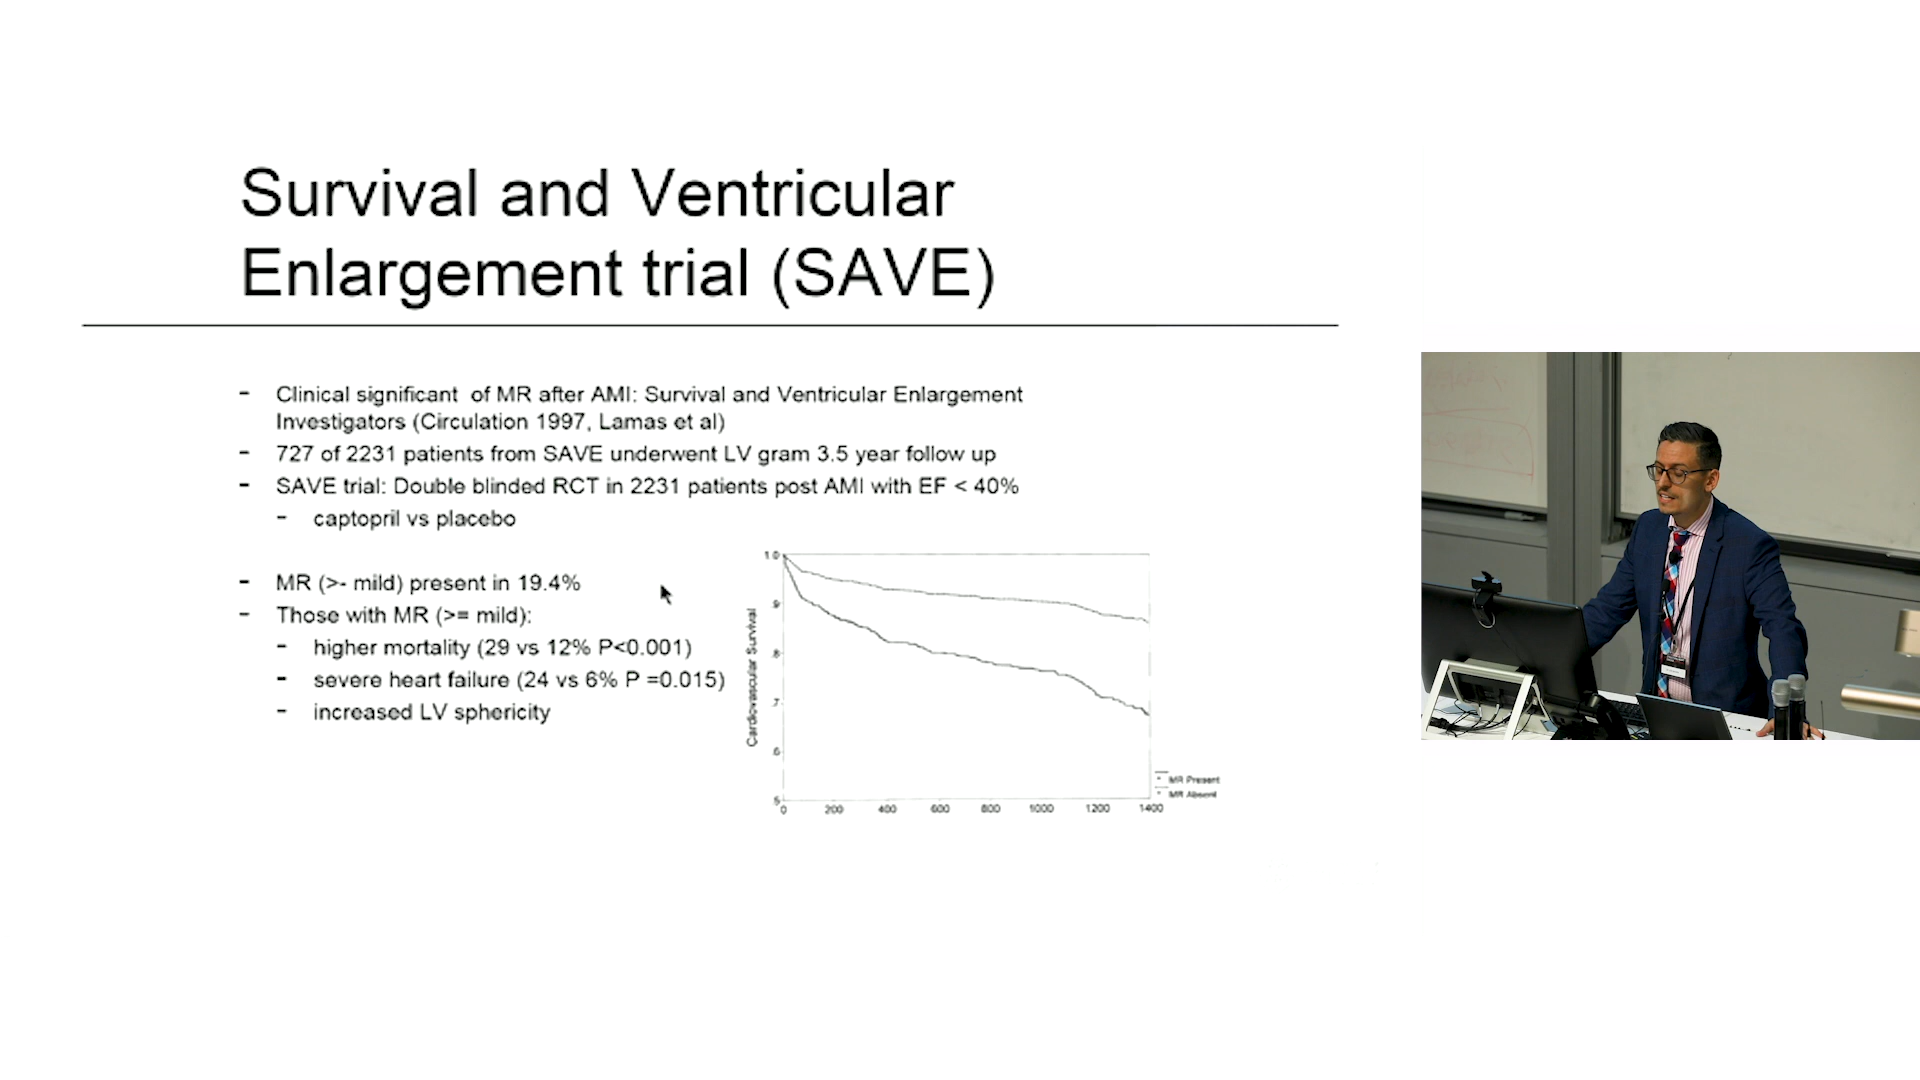 Survival and Ventricular
Enlargement trial (SAVE)
- Clinical significant of MR after AMI: Survival and Ventricular Enlargement
Investigators (Circulation 1997, Lamas et al)
- 727 of 2231 patients from SAVE underwent LV gram 3.5 year follow up
- SAVE trial: Double blinded RCT in 2231 patients post AMI with EF < 40%
- captopril vs placebo
- MR (>- mild) present in 19.4%
- Those with MR (>= mild):
- higher mortality (29 vs 12% P<0.001)
- severe heart failure (24 vs 6% P =0.015)
- increased LV sphericity
Cardiovascular Survival
1.0
.9
.8
.7
.6
.5
0 200 400 600 800 1000 1200 1400
MR Present
MR Absent